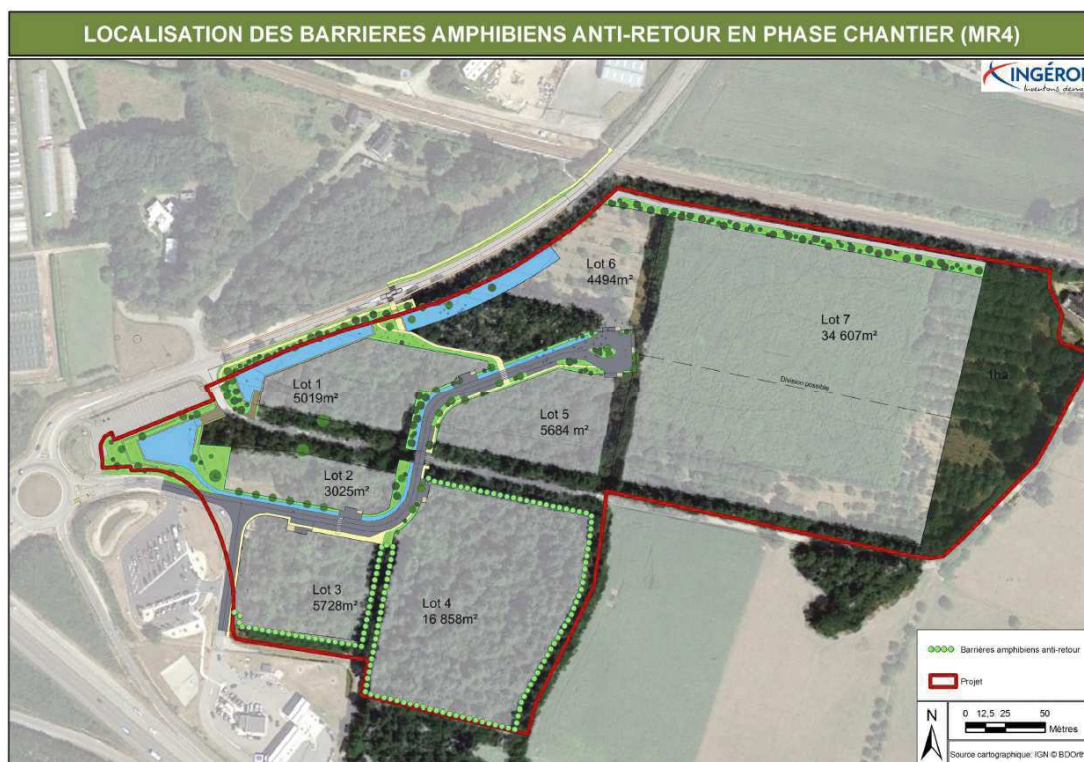 LOCALISATION DES BARRIERES AMPHIBIENS ANTI-RETOUR EN PHASE CHANTIER (MR4)
INGÉROP
Lot 6
4494m²
Lot 7
34 607m²
1ha
Division possible
Lot 1
5019m²
Lot 5
5684 m²
Lot 2
3025m²
Lot 3
5728m²
Lot 4
16 858m²
Barrières amphibiens anti-retour
Projet
N
0 12,5 25 50
Mètres
Source cartographique: IGN © BDOrth